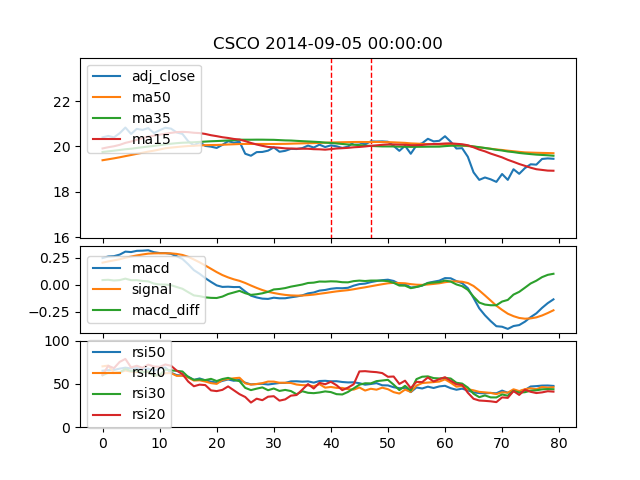 CSCO 2014-09-05 00:00:00
adj_close
ma50
ma35
ma15
22
20
18
16
macd
signal
macd_diff
0.25
0.00
−0.25
rsi50
rsi40
rsi30
rsi20
100
50
0
0 10 20 30 40 50 60 70 80